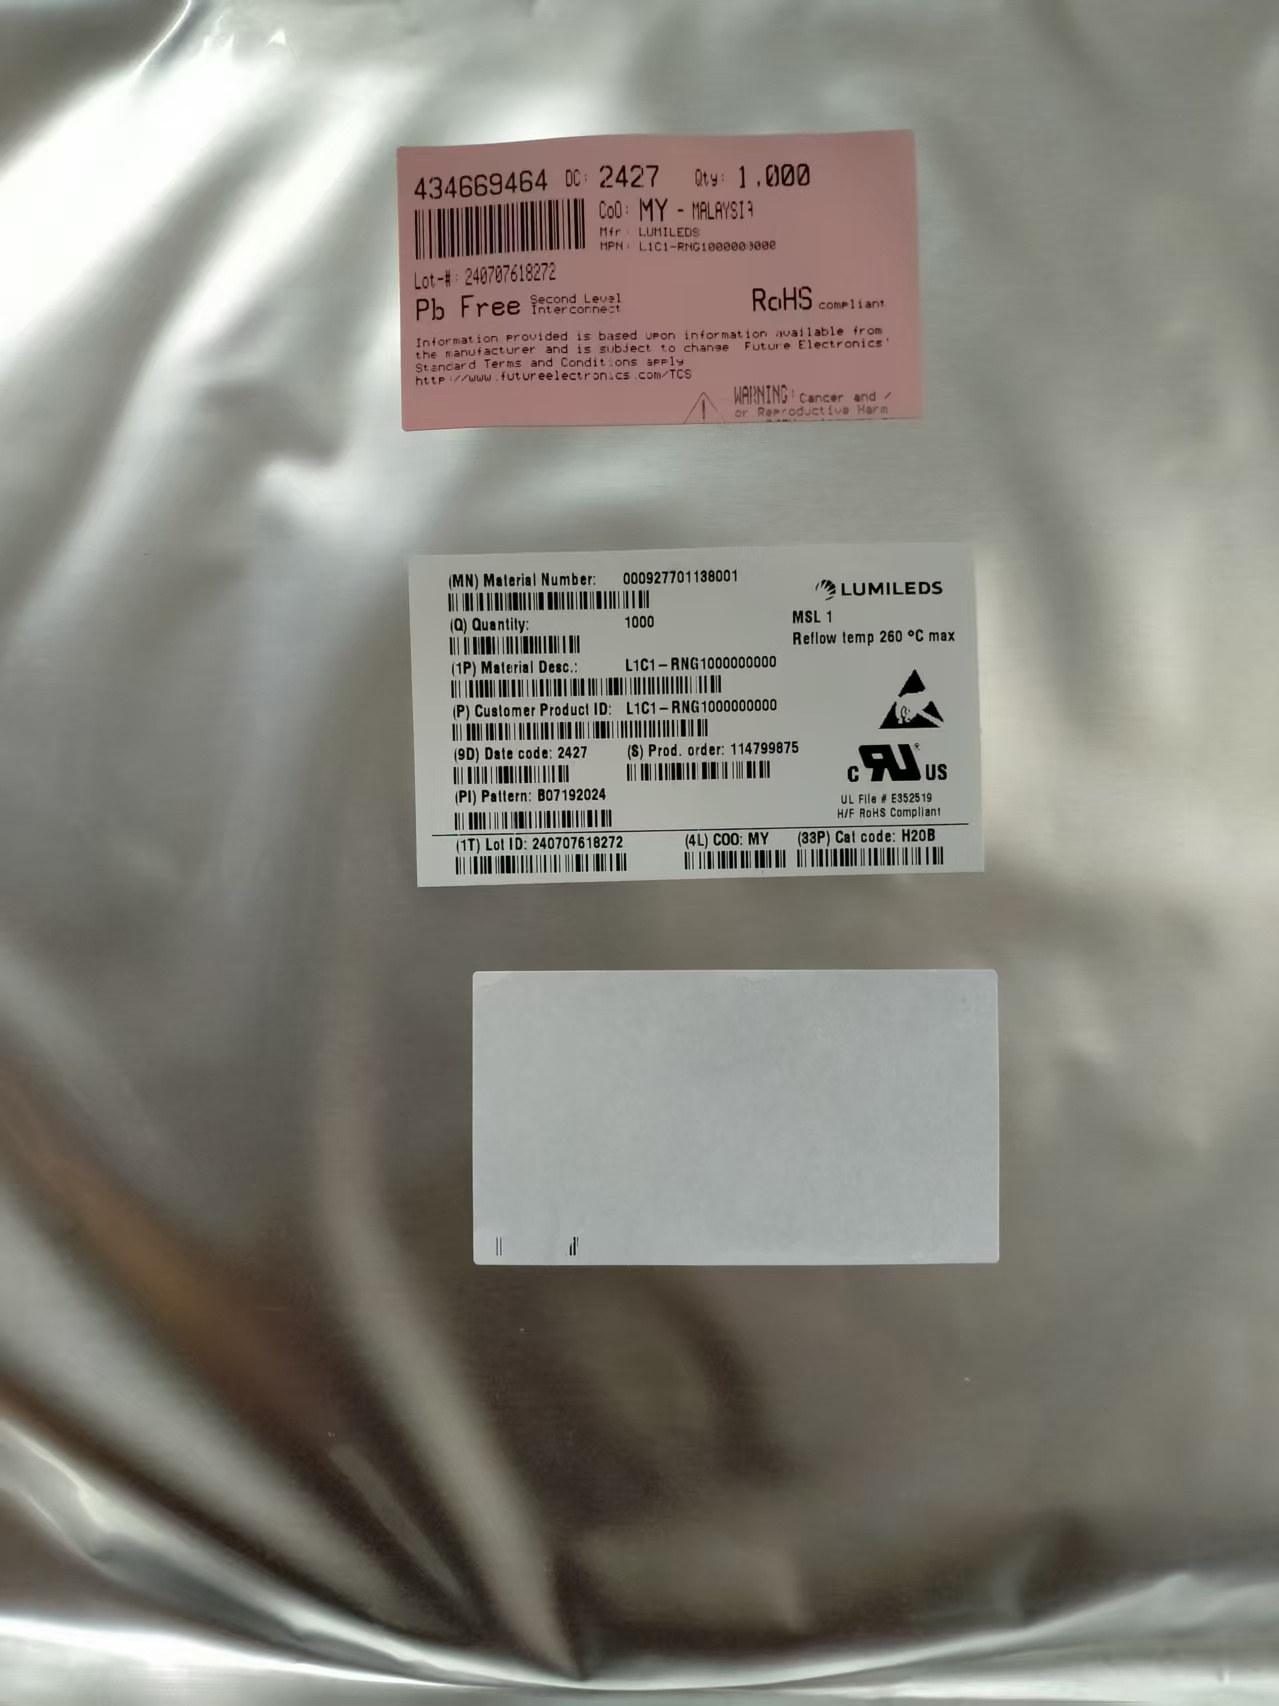 434669464 DC: 2427 Qty: 1,000
CoO: MY - MALAYSIA
Mfr: LUMILEDS
MPN: L1C1-RNG1000000000
Lot-#: 240707618272
Pb Free Second Level Interconnect RoHS compliant
Information provided is based upon information available from
the manufacturer and is subject to change Future Electronics'
Standard Terms and Conditions apply
http://www.futureelectronics.com/TCS
WARNING: Cancer and /
or Reproductive Harm
(MN) Material Number: 000927701138001
LUMILEDS
(Q) Quantity: 1000
MSL 1
Reflow temp 260 °C max
(1P) Material Desc.: L1C1-RNG1000000000
(P) Customer Product ID: L1C1-RNG1000000000
(9D) Date code: 2427 (S) Prod. order: 114799875
(PI) Pattern: B07192024
c RU ® US
UL File # E352519
H/F RoHS Compliant
(1T) Lot ID: 240707618272 (4L) COO: MY (33P) Cat code: H20B